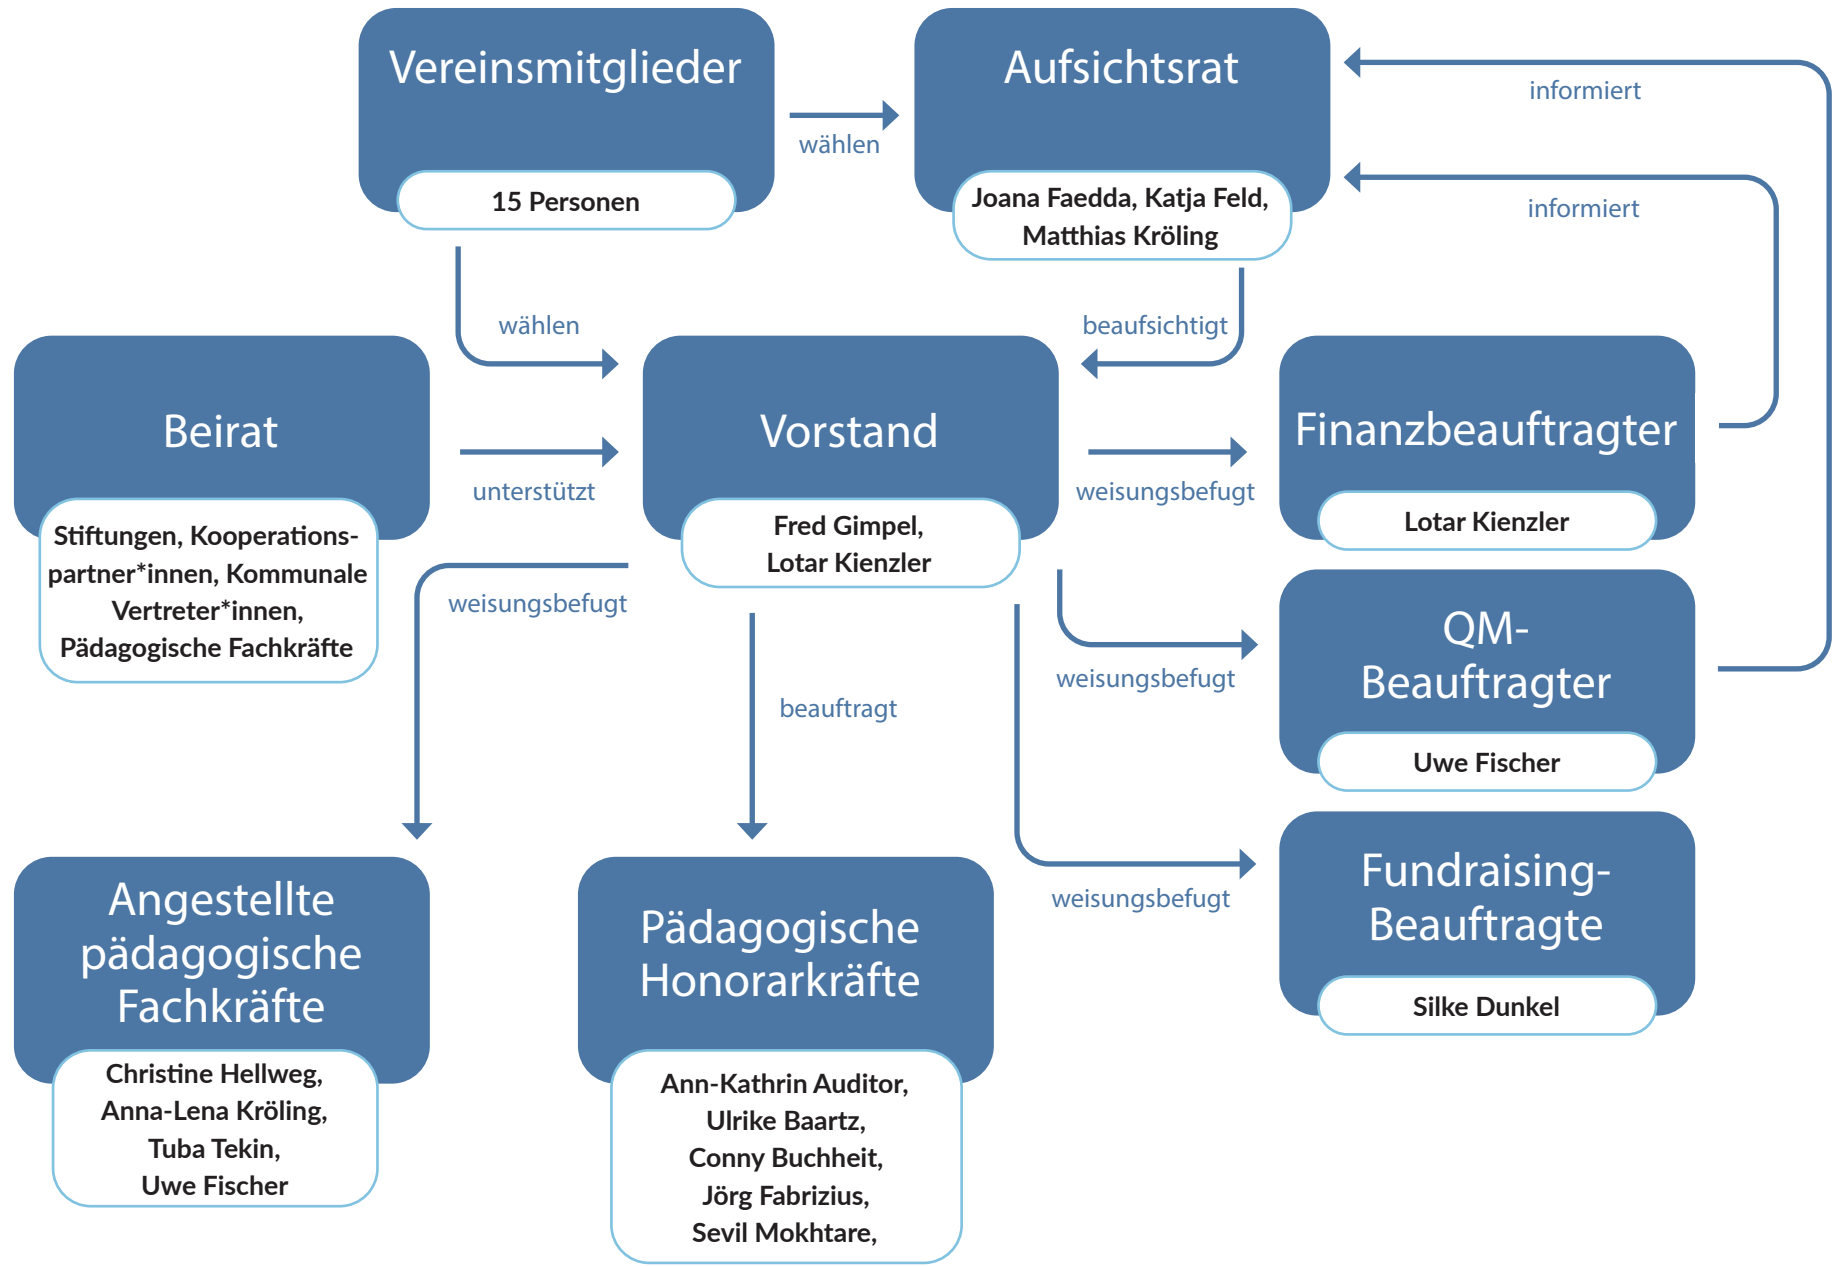 Vereinsmitglieder
15 Personen
wählen
Aufsichtsrat
Joana Faedda, Katja Feld,
Matthias Kröling
informiert
informiert
wählen
beaufsichtigt
Beirat
Stiftungen, Kooperations-
partner*innen, Kommunale
Vertreter*innen,
Pädagogische Fachkräfte
unterstützt
Vorstand
Fred Gimpel,
Lotar Kienzler
weisungsbefugt
Finanzbeauftragter
Lotar Kienzler
weisungsbefugt
beauftragt
weisungsbefugt
QM-
Beauftragter
Uwe Fischer
weisungsbefugt
Fundraising-
Beauftragte
Silke Dunkel
Angestellte
pädagogische
Fachkräfte
Christine Hellweg,
Anna-Lena Kröling,
Tuba Tekin,
Uwe Fischer
Pädagogische
Honorarkräfte
Ann-Kathrin Auditor,
Ulrike Baartz,
Conny Buchheit,
Jörg Fabrizius,
Sevil Mokhtare,